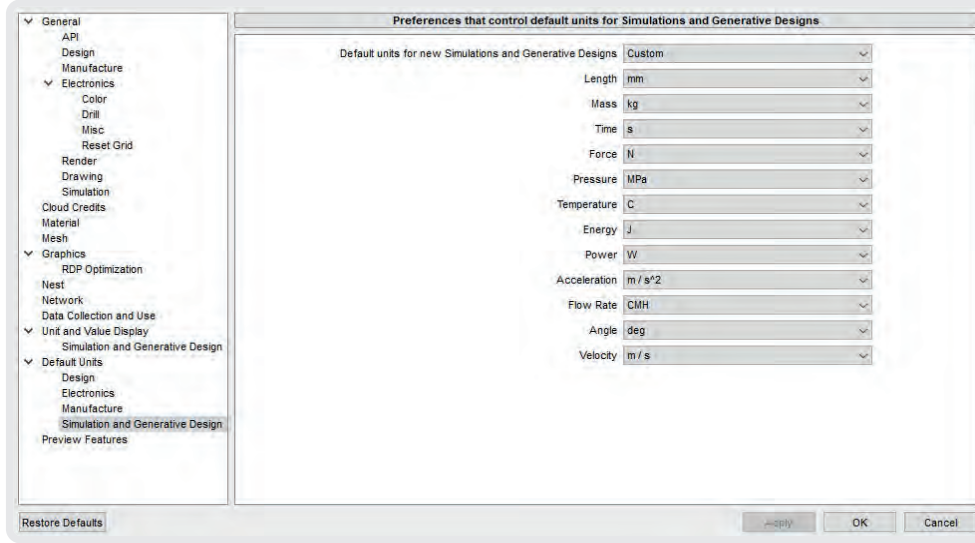 General
API
Design
Manufacture
Electronics
Color
Drill
Misc
Reset Grid
Render
Drawing
Simulation
Cloud Credits
Material
Mesh
Graphics
RDP Optimization
Nest
Network
Data Collection and Use
Unit and Value Display
Simulation and Generative Design
Default Units
Design
Electronics
Manufacture
Simulation and Generative Design
Preview Features
Preferences that control default units for Simulations and Generative Designs
Default units for new Simulations and Generative Designs Custom
Length mm
Mass kg
Time s
Force N
Pressure MPa
Temperature C
Energy J
Power W
Acceleration m / s^2
Flow Rate CMH
Angle deg
Velocity m / s
Restore Defaults
Apply OK Cancel